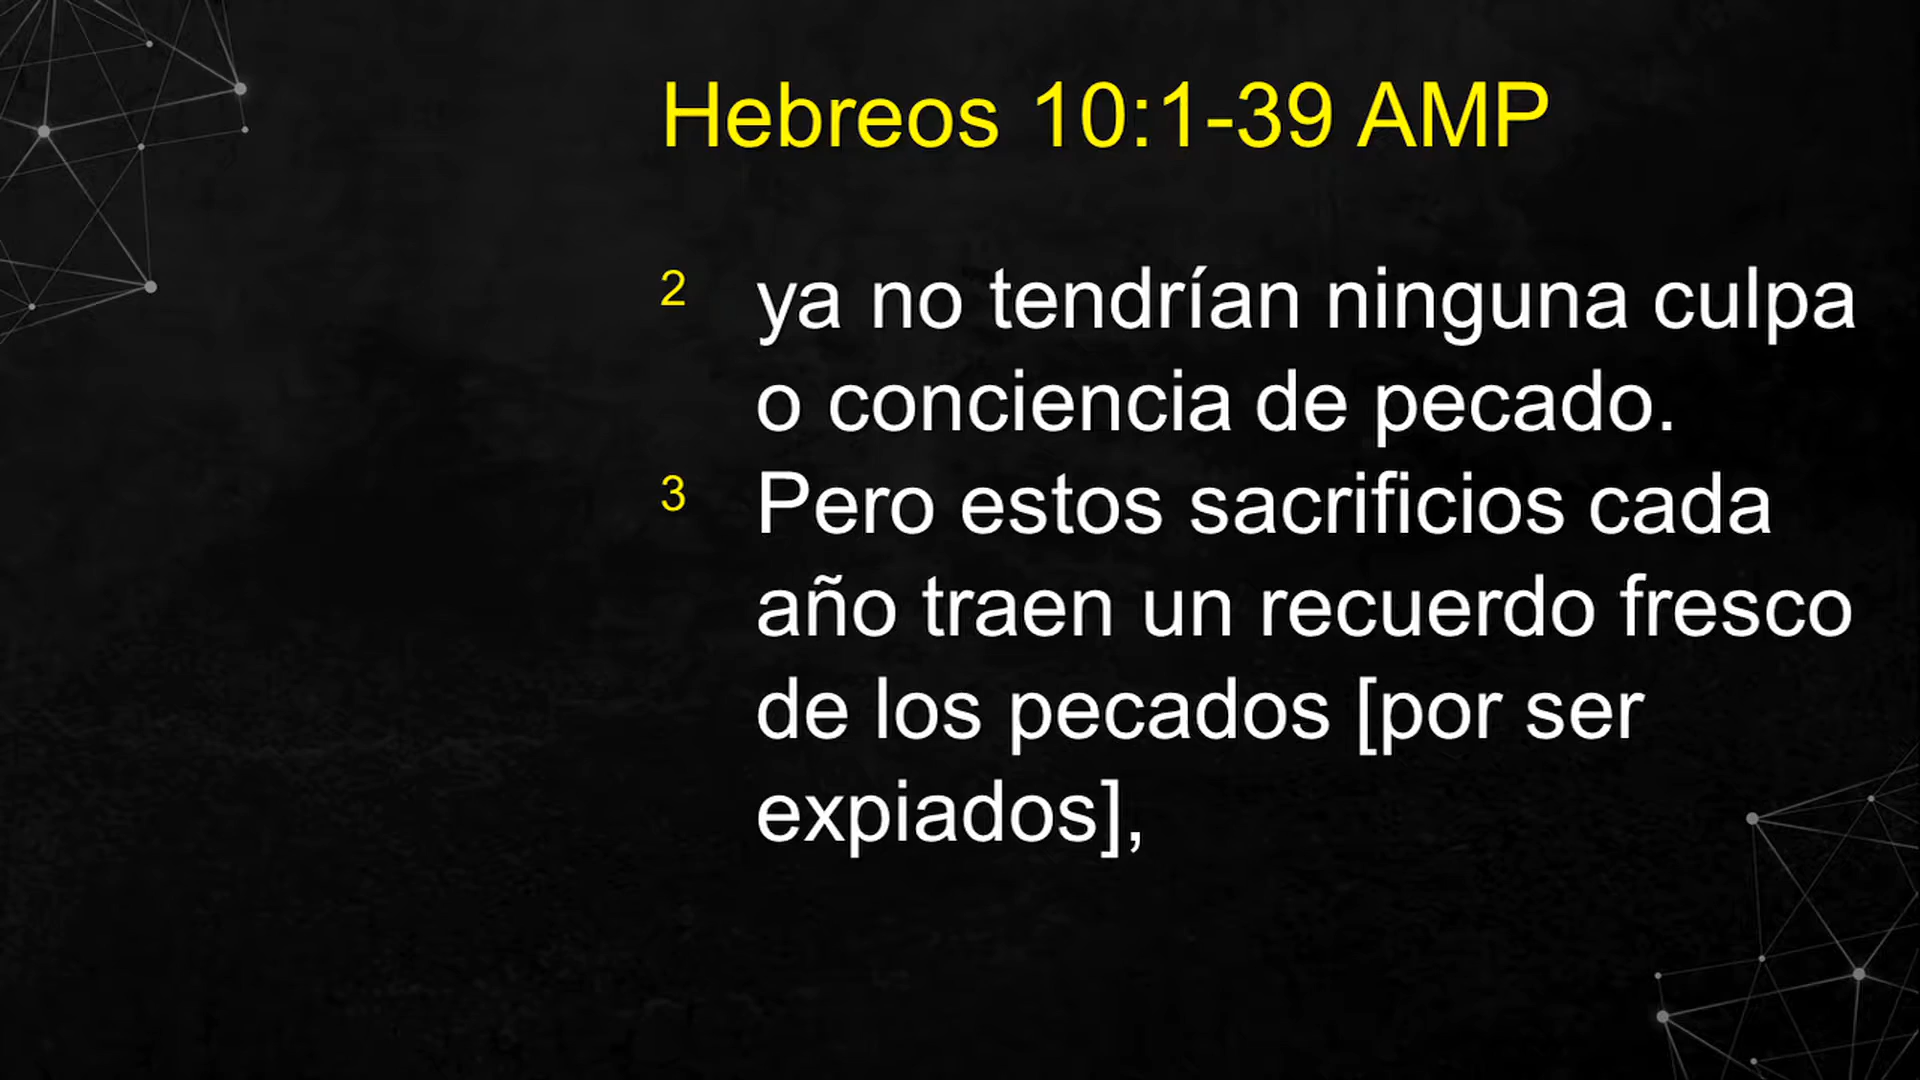 Hebreos 10:1-39 AMP
2 ya no tendrían ninguna culpa
o conciencia de pecado.
3 Pero estos sacrificios cada
año traen un recuerdo fresco
de los pecados [por ser
expiados],